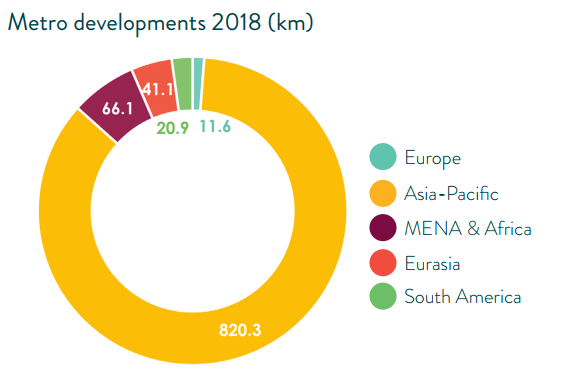 Metro developments 2018 (km)
41.1
66.1
20.9 11.6
Europe
Asia-Pacific
MENA & Africa
Eurasia
South America
820.3